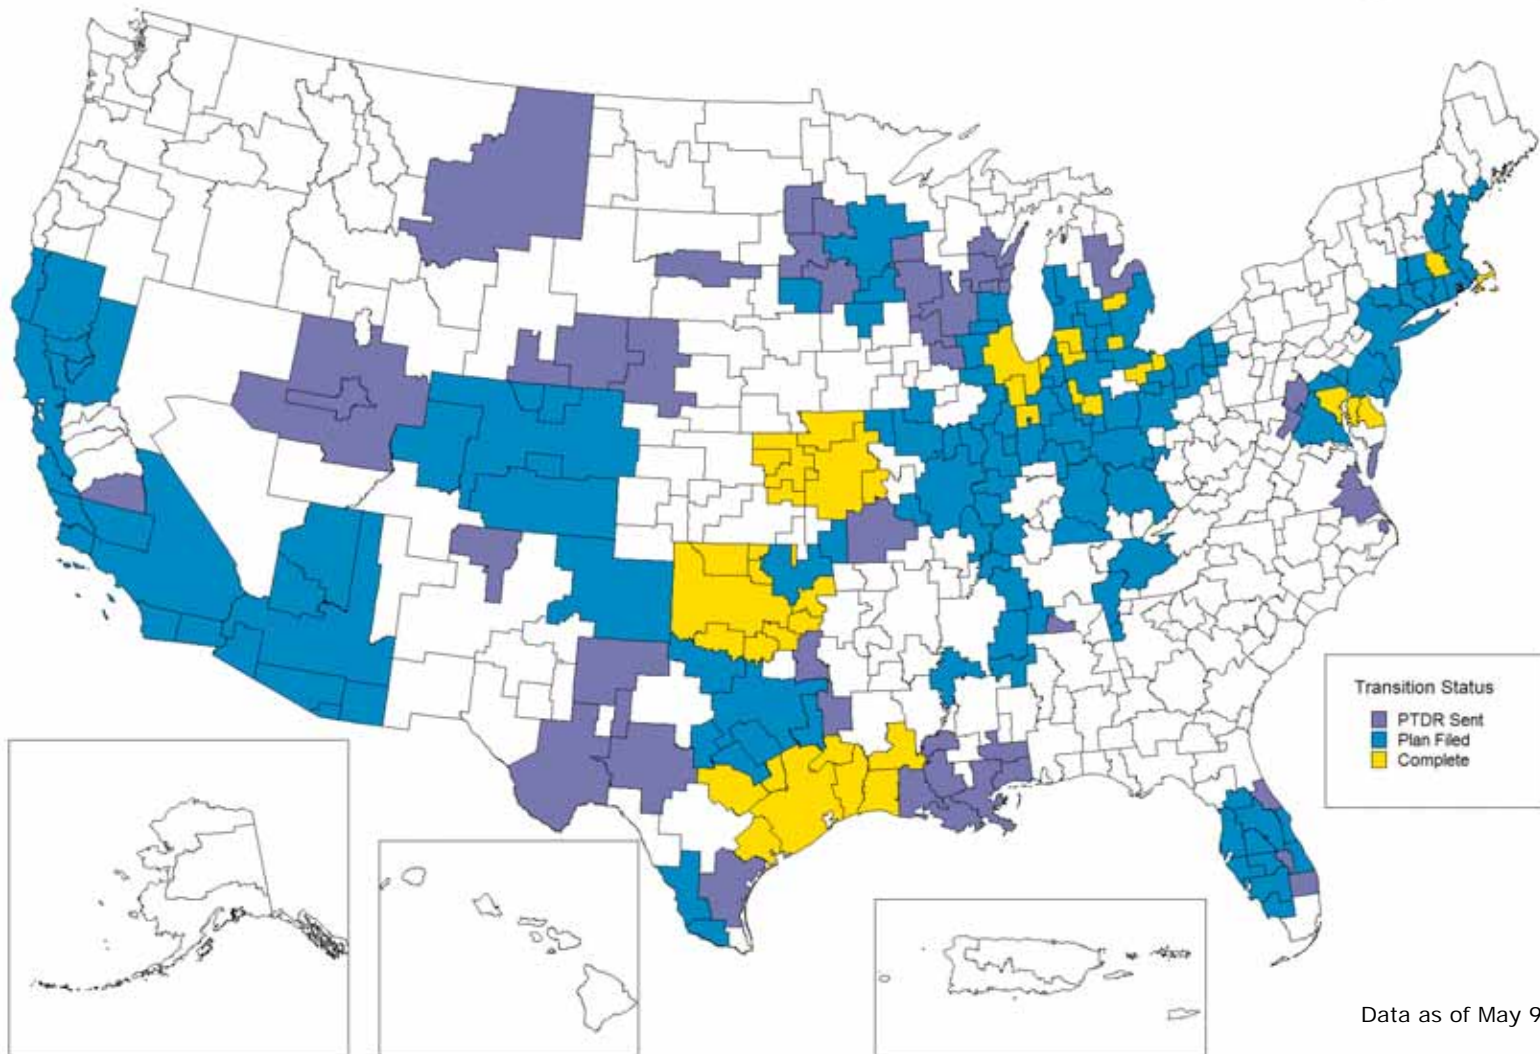 Transition Status
PTDR Sent
Plan Filed
Complete
Data as of May 9